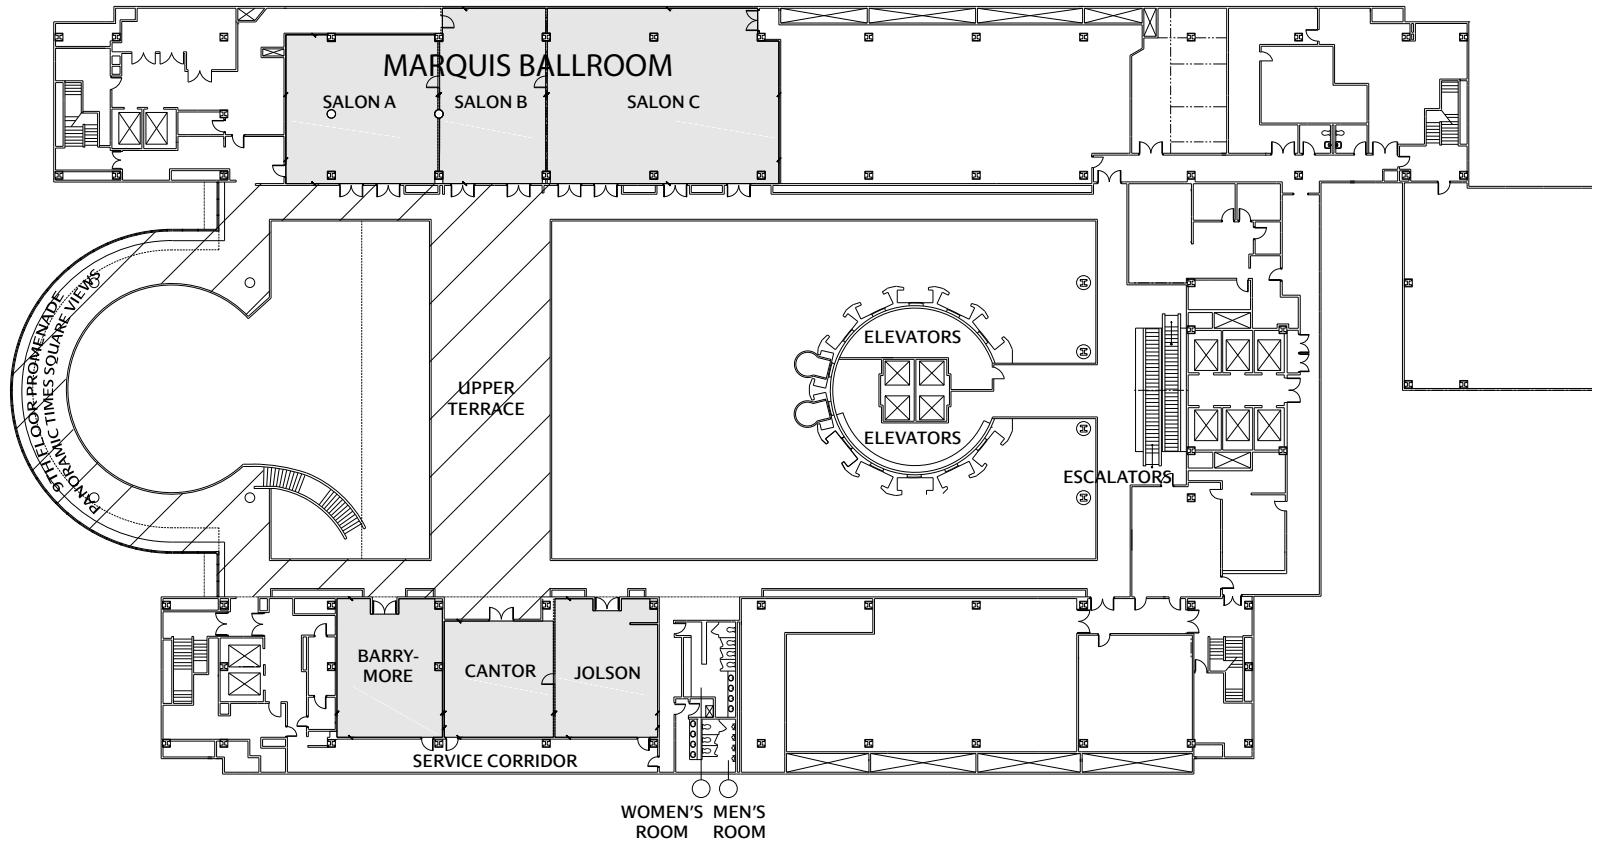 MARQUIS BALLROOM
SALON A
SALON B
SALON C
9TH FLOOR PROMENADE
PANORAMIC TIMES SQUARE VIEWS
UPPER
TERRACE
ELEVATORS
ELEVATORS
ESCALATORS
BARRY-
MORE
CANTOR
JOLSON
SERVICE CORRIDOR
WOMEN'S
ROOM
MEN'S
ROOM